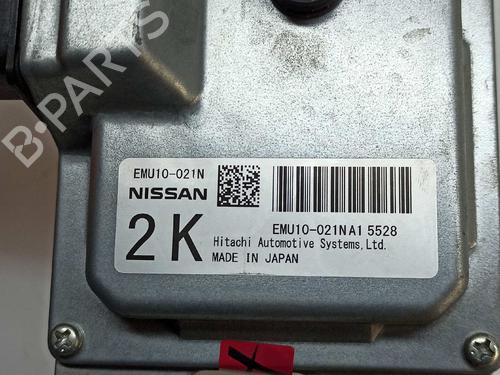 B-PARTS
EMU10-021N
NISSAN
EMU10-021NA1 5528
2K
Hitachi Automotive Systems,Ltd.
MADE IN JAPAN